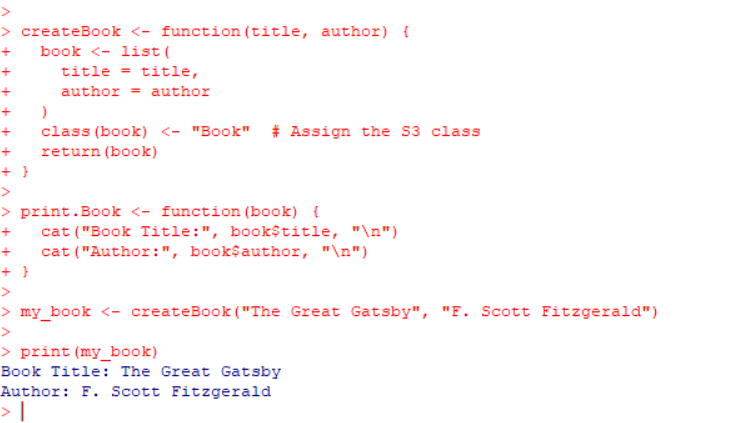 >
> createBook <- function(title, author) {
+   book <- list(
+     title = title,
+     author = author
+   )
+   class(book) <- "Book"  # Assign the S3 class
+   return(book)
+ }
>
> print.Book <- function(book) {
+   cat("Book Title:", book$title, "\n")
+   cat("Author:", book$author, "\n")
+ }
>
> my_book <- createBook("The Great Gatsby", "F. Scott Fitzgerald")
>
> print(my_book)
Book Title: The Great Gatsby
Author: F. Scott Fitzgerald
>